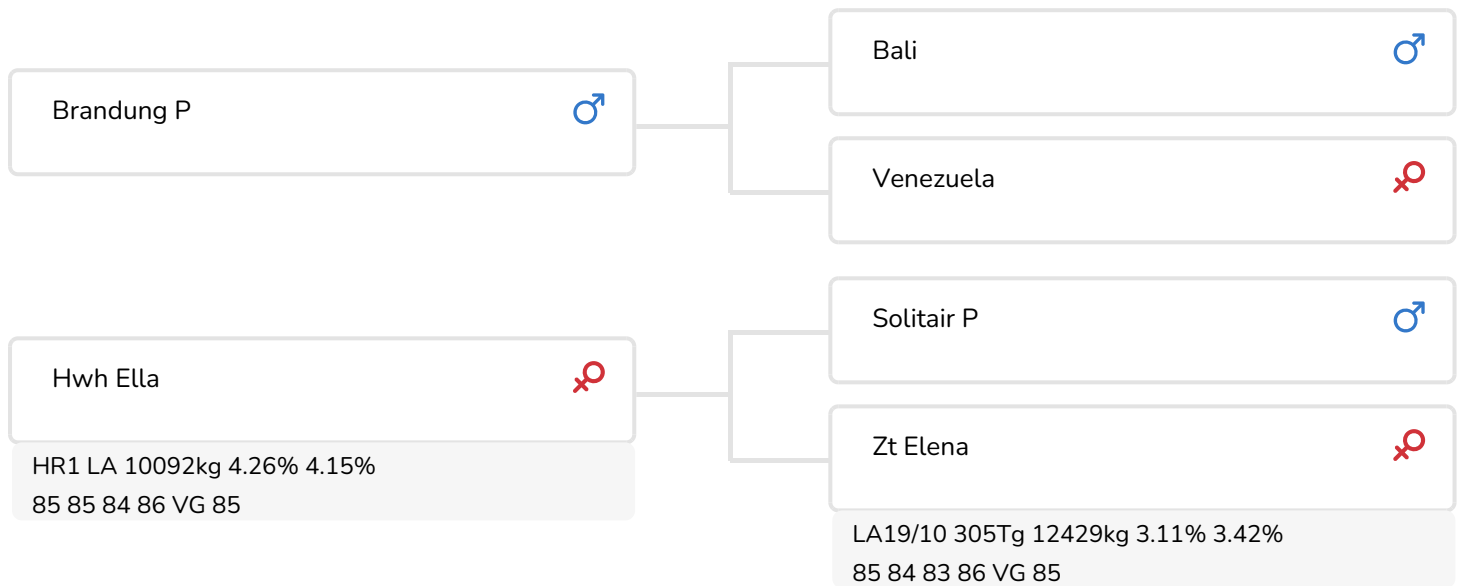 Bali
Brandung P
Venezuela
Solitair P
Hwh Ella
HR1 LA 10092kg 4.26% 4.15%
85 85 84 86 VG 85
Zt Elena
LA19/10 305Tg 12429kg 3.11% 3.42%
85 84 83 86 VG 85